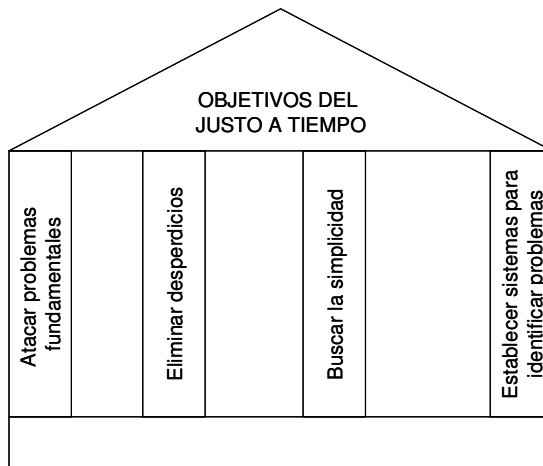 OBJETIVOS DEL
JUSTO A TIEMPO
Atacar problemas
fundamentales
Eliminar desperdicios
Buscar la simplicidad
Establecer sistemas para
identificar problemas